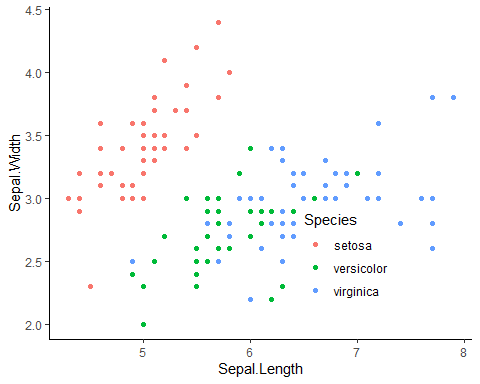 4.5
4.0
3.5
3.0
2.5
2.0
Sepal.Width
Species
setosa
versicolor
virginica
5 6 7 8
Sepal.Length